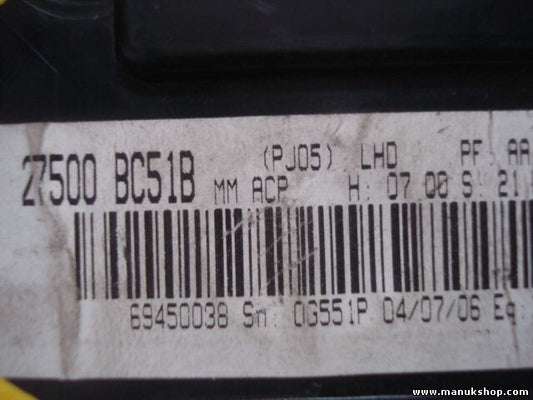 27500 BC51B (PJ05) LHD PF: AA
MM ACP H: 07 00 S: 21
69450038 Sn: 0G551P 04/07/06 Eq:
www.manukshop.com